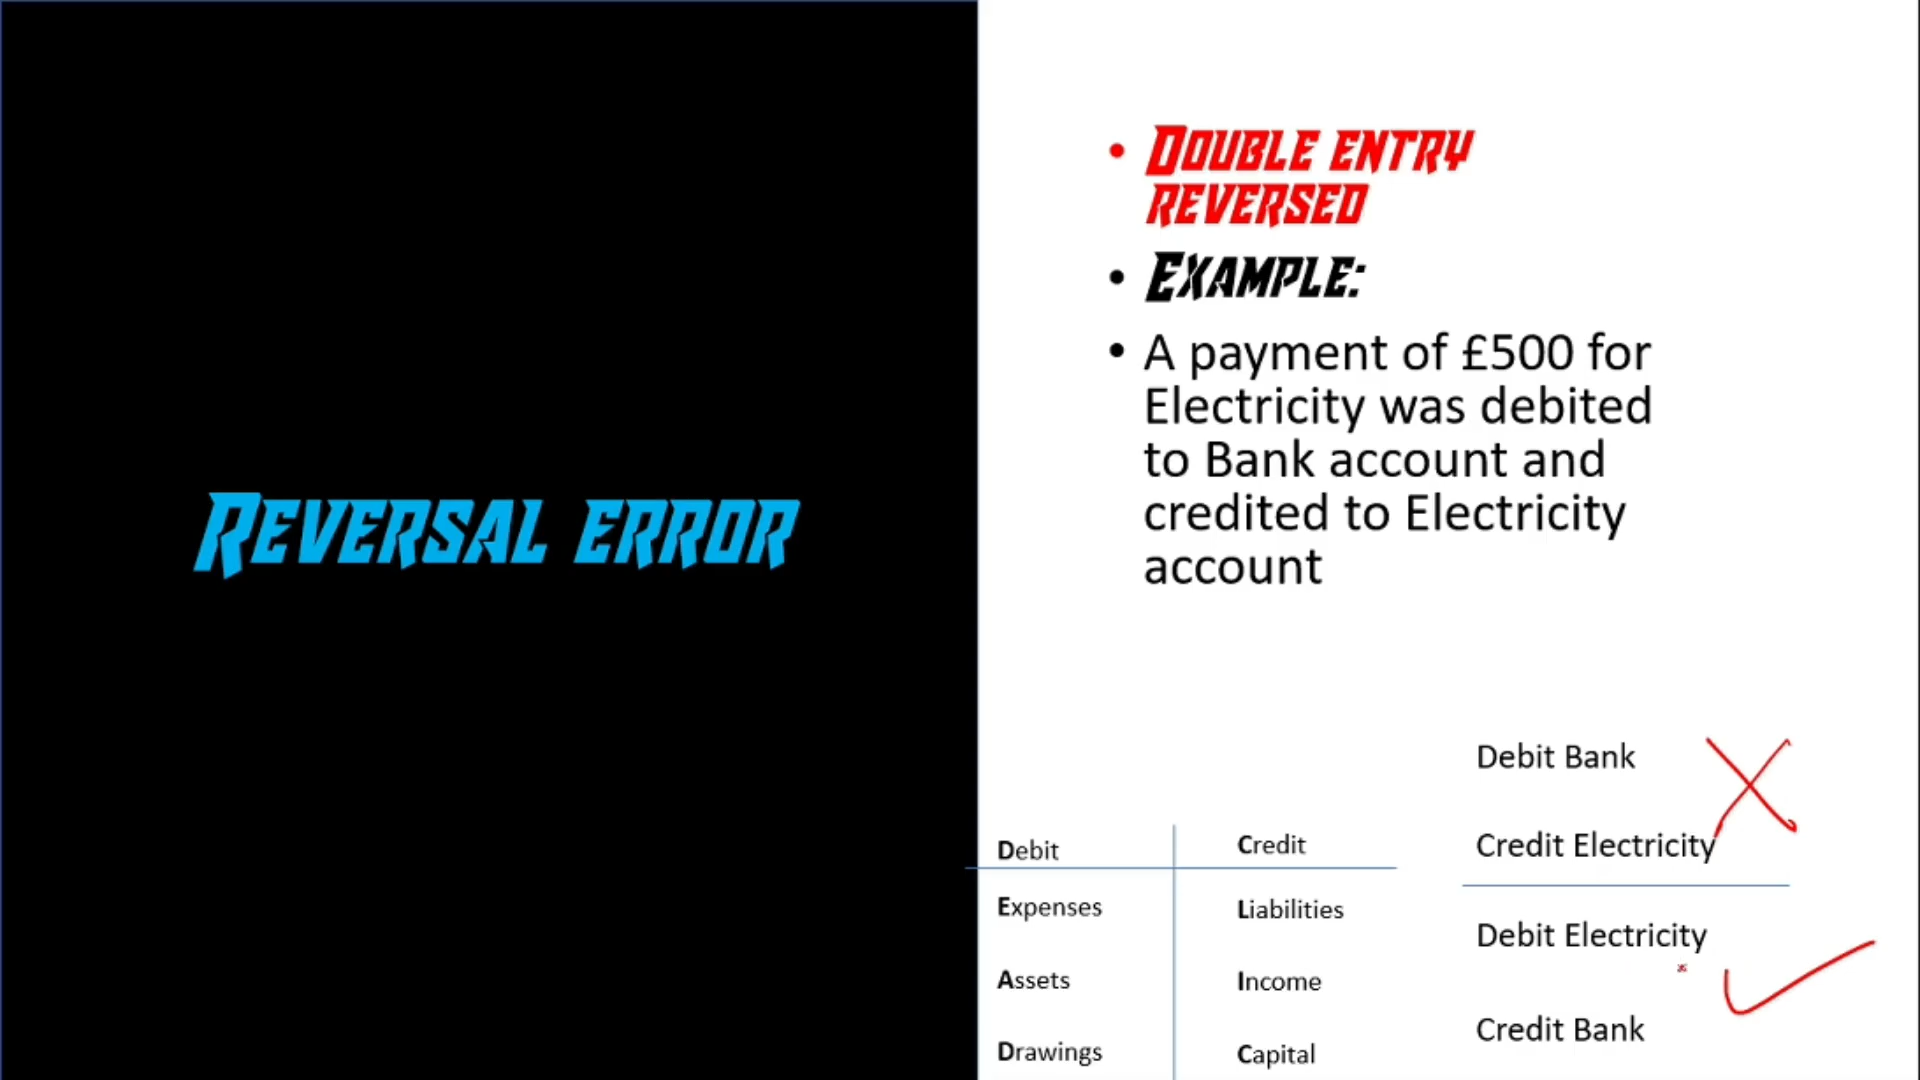 Reversal error
• Double entry
reversed
• Example:
• A payment of £500 for
Electricity was debited
to Bank account and
credited to Electricity
account
Debit Credit
Expenses Liabilities
Assets Income
Drawings Capital
Debit Bank
Credit Electricity
Debit Electricity
Credit Bank